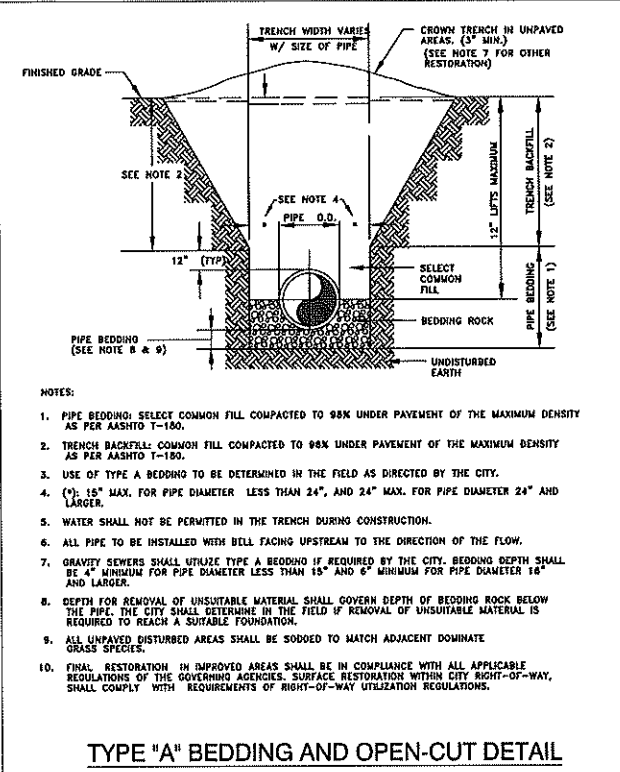 TRENCH WIDTH VARIES
W/ SIZE OF PIPE
CROWN TRENCH IN UNPAVED
AREAS. (3" MIN.)
(SEE NOTE 7 FOR OTHER
RESTORATION)
FINISHED GRADE
SEE NOTE 2
SEE NOTE 4
PIPE O.D.
12" (TYP)
12" LIFTS MAXIMUM
TRENCH BACKFILL
(SEE NOTE 2)
SELECT
COMMON
FILL
PIPE BEDDING
(SEE NOTE 1)
BEDDING ROCK
PIPE BEDDING
(SEE NOTE 8 & 9)
UNDISTURBED
EARTH
NOTES:
1. PIPE BEDDING: SELECT COMMON FILL COMPACTED TO 98% UNDER PAVEMENT OF THE MAXIMUM DENSITY
AS PER AASHTO T-180.
2. TRENCH BACKFILL: COMMON FILL COMPACTED TO 98% UNDER PAVEMENT OF THE MAXIMUM DENSITY
AS PER AASHTO T-180.
3. USE OF TYPE A BEDDING TO BE DETERMINED IN THE FIELD AS DIRECTED BY THE CITY.
4. (*): 15" MAX. FOR PIPE DIAMETER LESS THAN 24", AND 24" MAX. FOR PIPE DIAMETER 24" AND
LARGER.
5. WATER SHALL NOT BE PERMITTED IN THE TRENCH DURING CONSTRUCTION.
6. ALL PIPE TO BE INSTALLED WITH BELL FACING UPSTREAM TO THE DIRECTION OF THE FLOW.
7. GRAVITY SEWERS SHALL UTILIZE TYPE A BEDDING IF REQUIRED BY THE CITY. BEDDING DEPTH SHALL
BE 4" MINIMUM FOR PIPE DIAMETER LESS THAN 15" AND 6" MINIMUM FOR PIPE DIAMETER 16"
AND LARGER.
8. DEPTH FOR REMOVAL OF UNSUITABLE MATERIAL SHALL GOVERN DEPTH OF BEDDING ROCK BELOW
THE PIPE. THE CITY SHALL DETERMINE IN THE FIELD IF REMOVAL OF UNSUITABLE MATERIAL IS
REQUIRED TO REACH A SUITABLE FOUNDATION.
9. ALL UNPAVED DISTURBED AREAS SHALL BE SODDED TO MATCH ADJACENT DOMINATE
GRASS SPECIES.
10. FINAL RESTORATION IN IMPROVED AREAS SHALL BE IN COMPLIANCE WITH ALL APPLICABLE
REGULATIONS OF THE GOVERNING AGENCIES. SURFACE RESTORATION WITHIN CITY RIGHT-OF-WAY,
SHALL COMPLY WITH REQUIREMENTS OF RIGHT-OF-WAY UTILIZATION REGULATIONS.
TYPE "A" BEDDING AND OPEN-CUT DETAIL